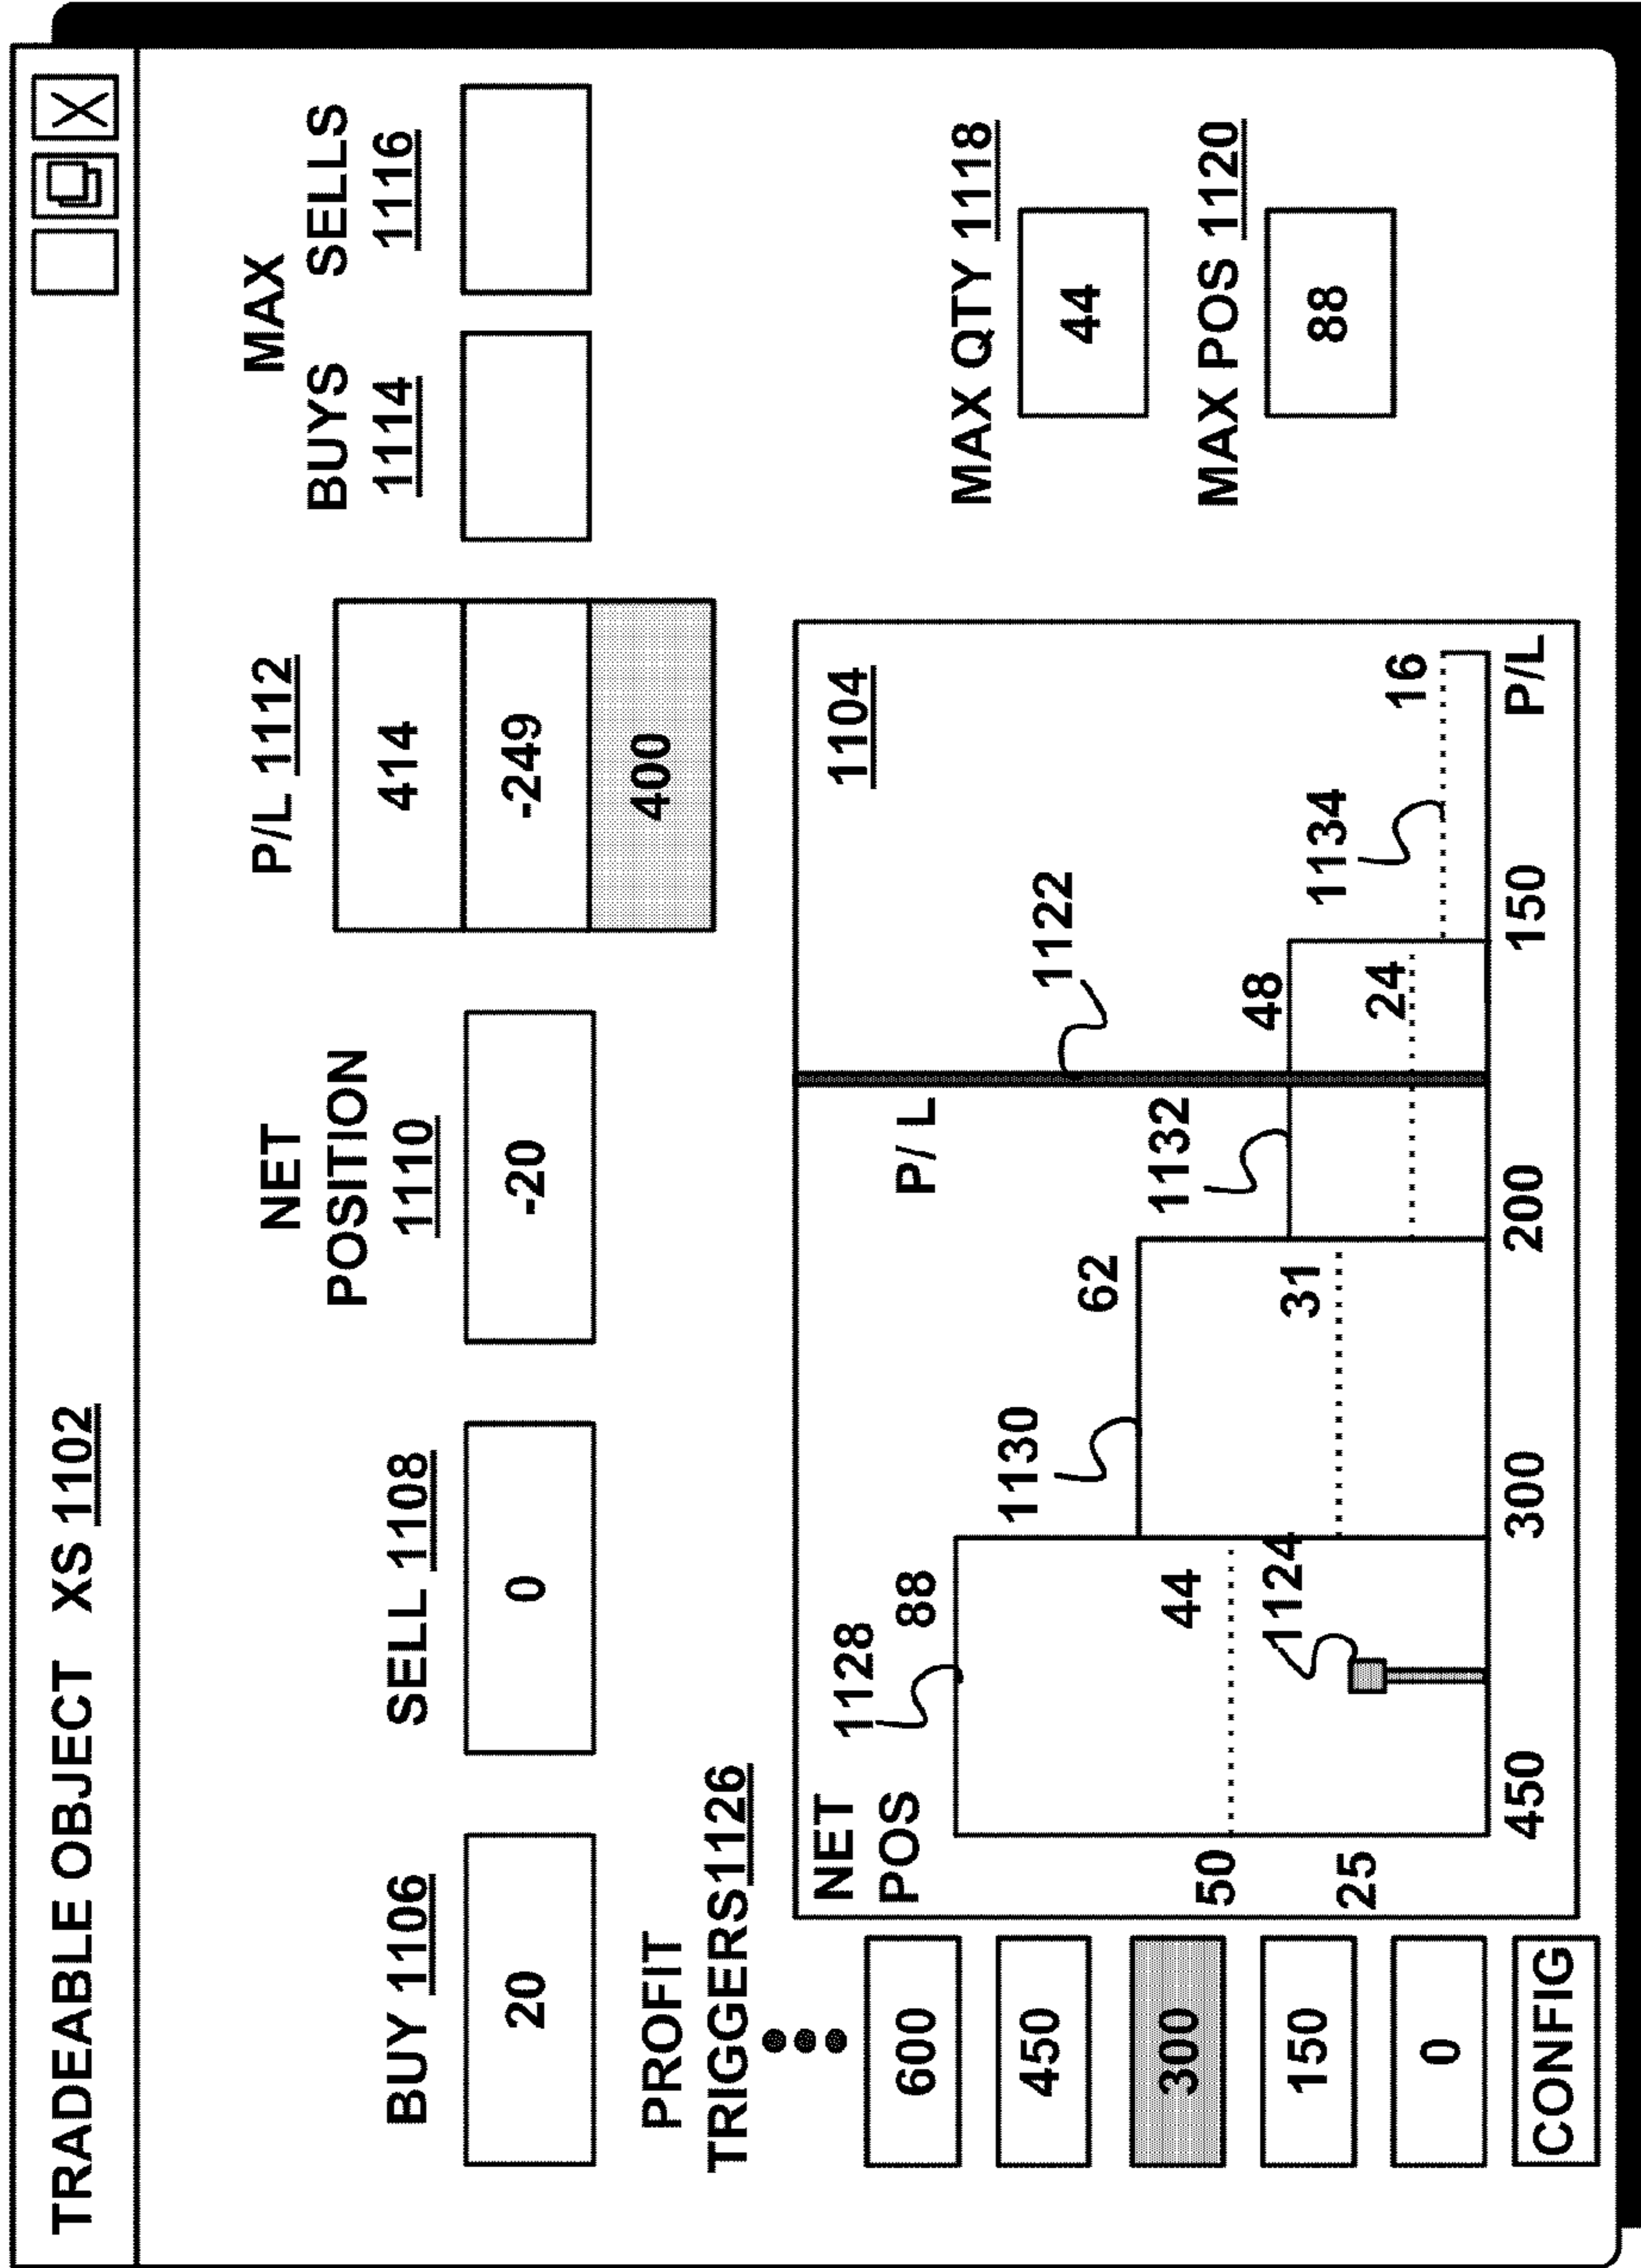 TRADEABLE OBJECT XS 1102
X
BUY 1106
20
SELL 1108
0
NET
POSITION
1110
-20
P/L 1112
414
-249
400
MAX
BUYS SELLS
1114 1116
PROFIT
TRIGGERS1126
600
450
300
150
0
CONFIG
1104
NET
POS
50
25
1128
88
44
1124
1130
62
31
P/ L
1132
1122
48
24
1134
16
450 300 200 150 P/L
MAX QTY 1118
44
MAX POS 1120
88